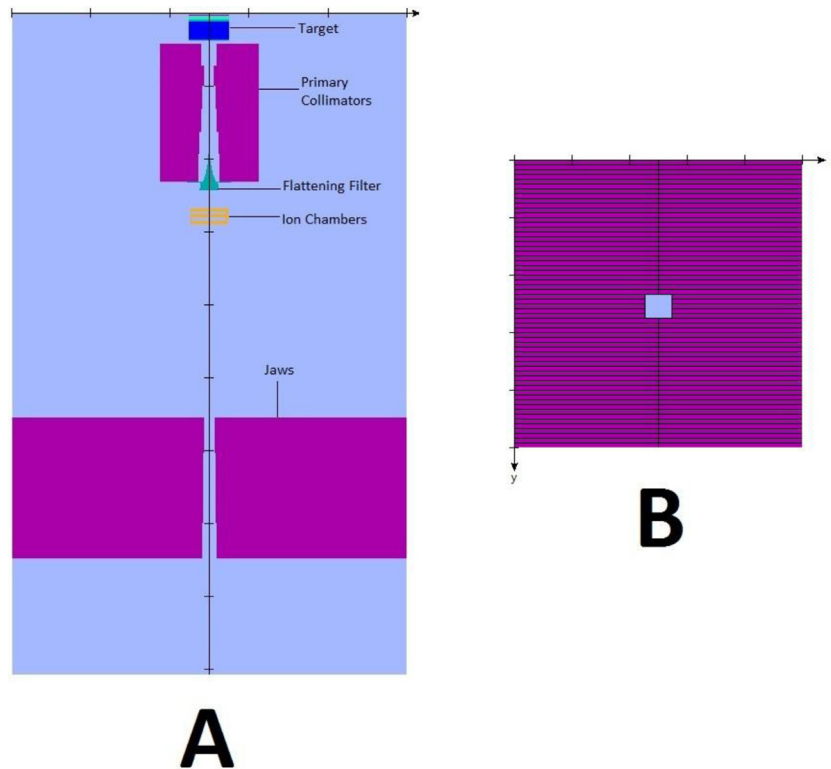 Target
Primary
Collimators
Flattening Filter
Ion Chambers
Jaws
y
A
B